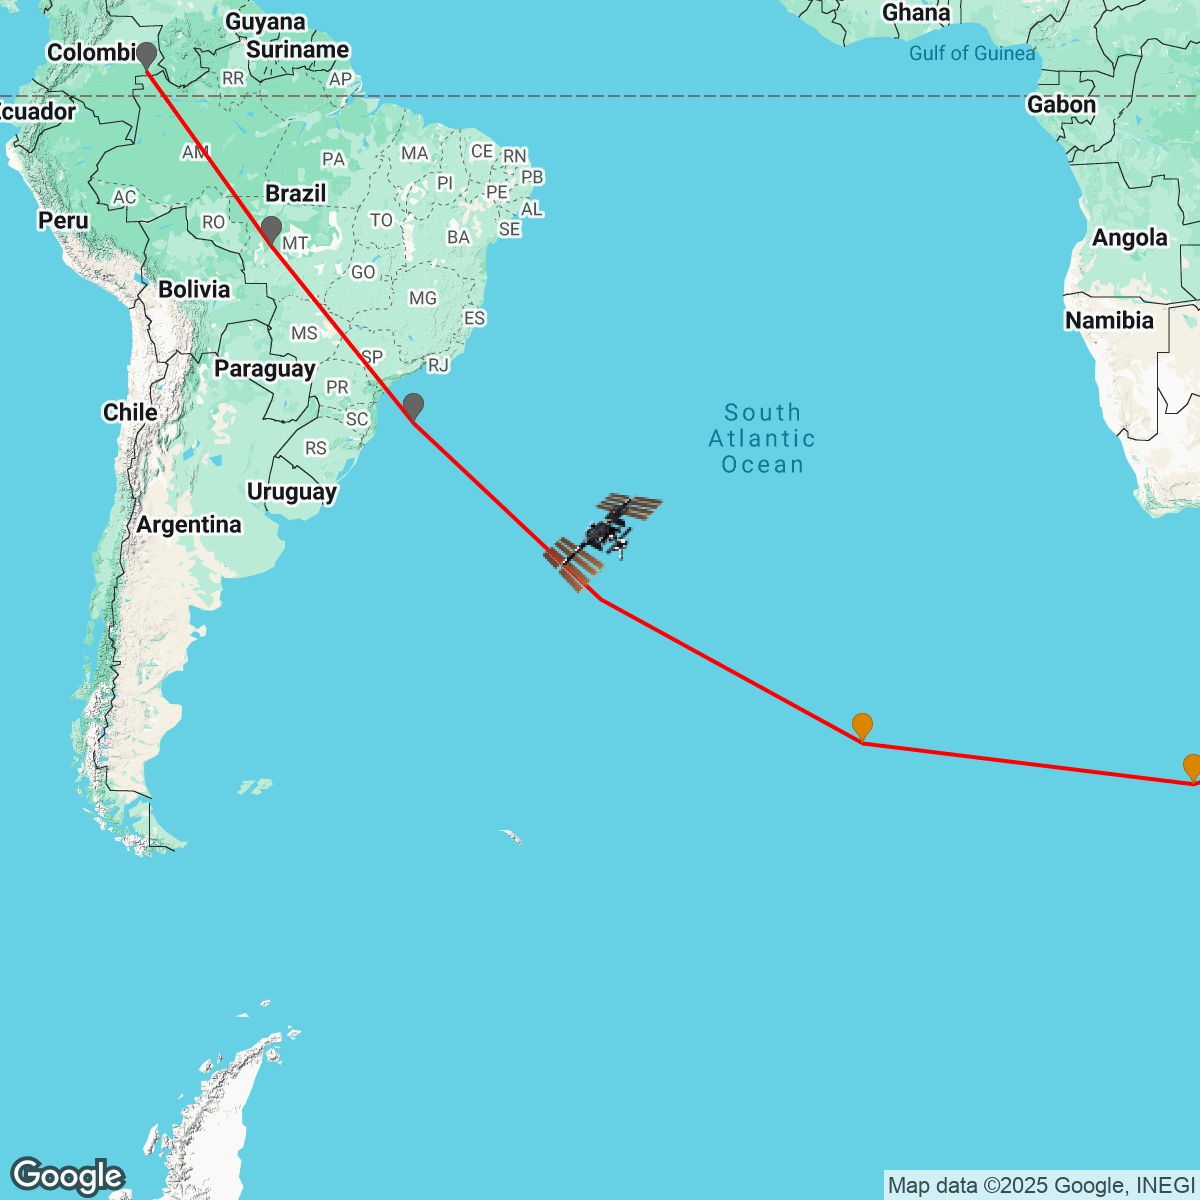 Guyana
Ghana
Colombi
Suriname
Gulf of Guinea
RR
AP
Gabon
Ecuador
AM
PA
MA
CE
RN
PI
PB
AC
Brazil
PE
AL
Peru
RO
TO
SE
MT
BA
Angola
GO
Bolivia
MG
ES
Namibia
MS
SP
RJ
Paraguay
PR
Chile
SC
South
Atlantic
Ocean
RS
Uruguay
Argentina
Google
Map data ©2025 Google, INEGI